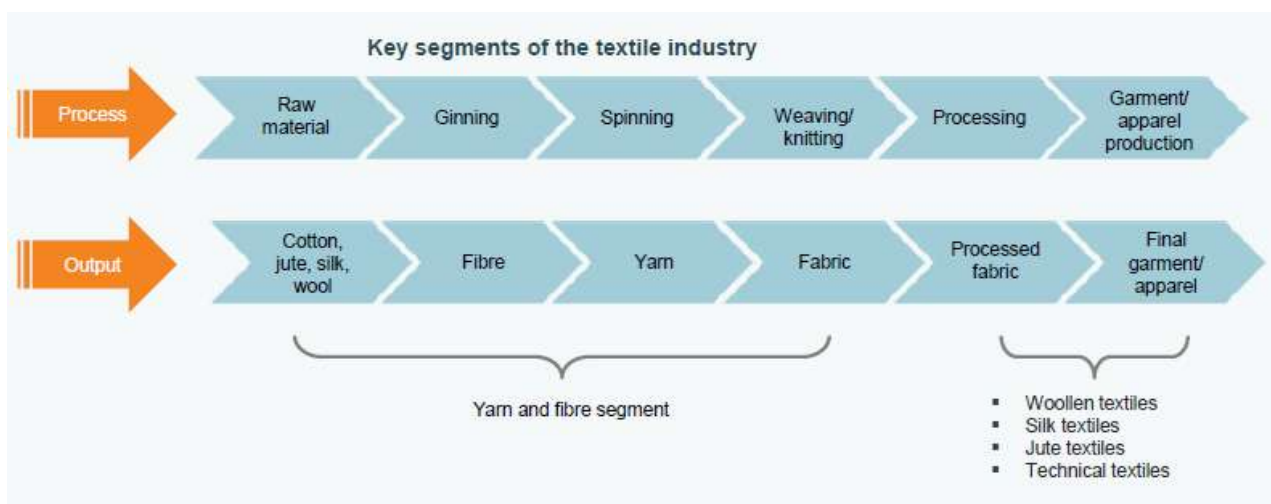 Key segments of the textile industry
Process
Raw
material
Ginning
Spinning
Weaving/
knitting
Processing
Garment/
apparel
production
Output
Cotton,
jute, silk,
wool
Fibre
Yarn
Fabric
Processed
fabric
Final
garment/
apparel
Yarn and fibre segment
▪ Woollen textiles
▪ Silk textiles
▪ Jute textiles
▪ Technical textiles